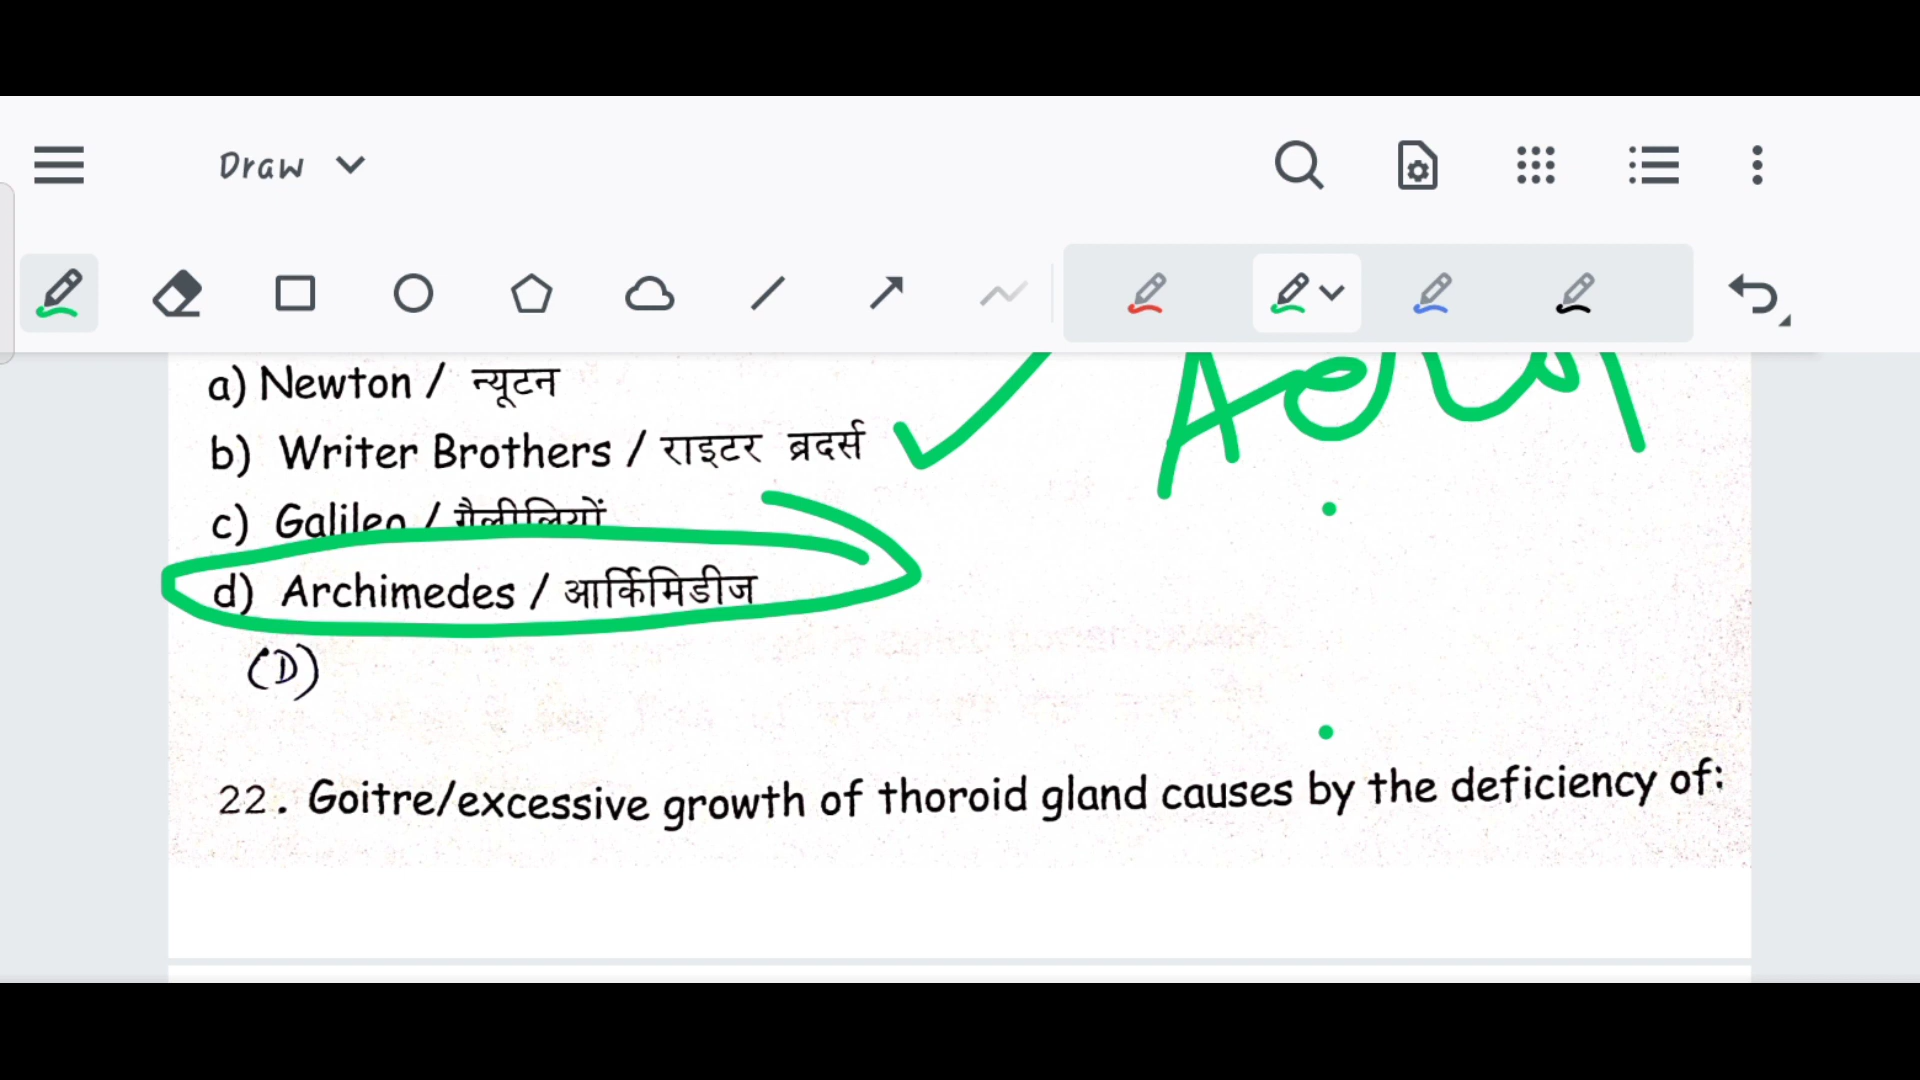 Draw
a) Newton / न्यूटन
b) Writer Brothers / राइटर ब्रदर्स
c) Galileo / गैलीलियों
d) Archimedes / आर्किमिडीज
(D)
22. Goitre/excessive growth of thoroid gland causes by the deficiency of: